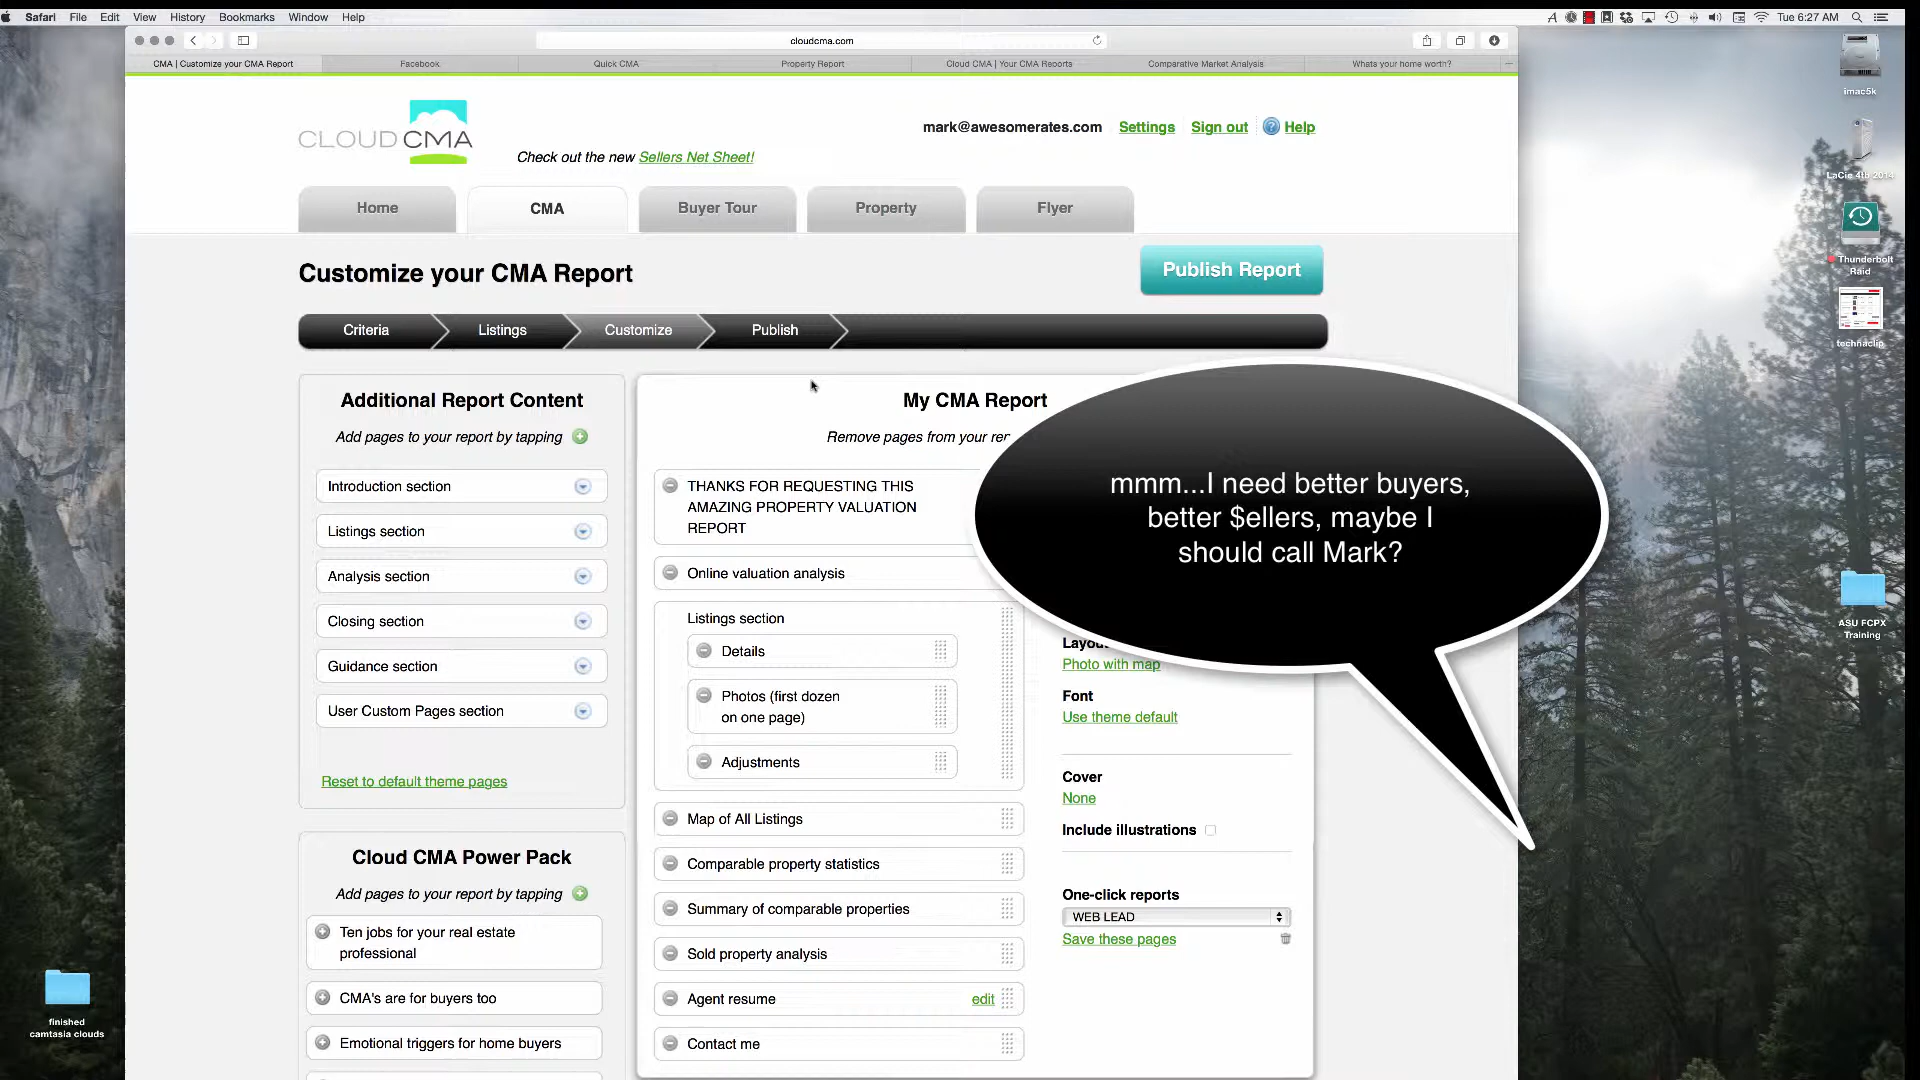 Safari File Edit View History Bookmarks Window Help
Tue 6:27 AM
cloudcma.com
CMA | Customize your CMA Report
Facebook
Quick CMA
Property Report
Cloud CMA | Your CMA Reports
Comparative Market Analysis
Whats your home worth?
CLOUD CMA
Check out the new Sellers Net Sheet!
mark@awesomerates.com Settings Sign out Help
Home
CMA
Buyer Tour
Property
Flyer
Customize your CMA Report
Publish Report
Criteria
Listings
Customize
Publish
Additional Report Content
Add pages to your report by tapping
Introduction section
Listings section
Analysis section
Closing section
Guidance section
User Custom Pages section
Reset to default theme pages
Cloud CMA Power Pack
Add pages to your report by tapping
Ten jobs for your real estate
professional
CMA's are for buyers too
Emotional triggers for home buyers
My CMA Report
Remove pages from your
THANKS FOR REQUESTING THIS
AMAZING PROPERTY VALUATION
REPORT
Online valuation analysis
Listings section
Details
Photos (first dozen
on one page)
Adjustments
Map of All Listings
Comparable property statistics
Summary of comparable properties
Sold property analysis
Agent resume
edit
Contact me
mmm...I need better buyers,
better $ellers, maybe I
should call Mark?
Photo with map
Font
Use theme default
Cover
None
Include illustrations
One-click reports
WEB LEAD
Save these pages
imac5k
LaCie 4tb 2014
Thunderbolt
Raid
technaclip
ASU FCPX
Training
finished
camtasia clouds